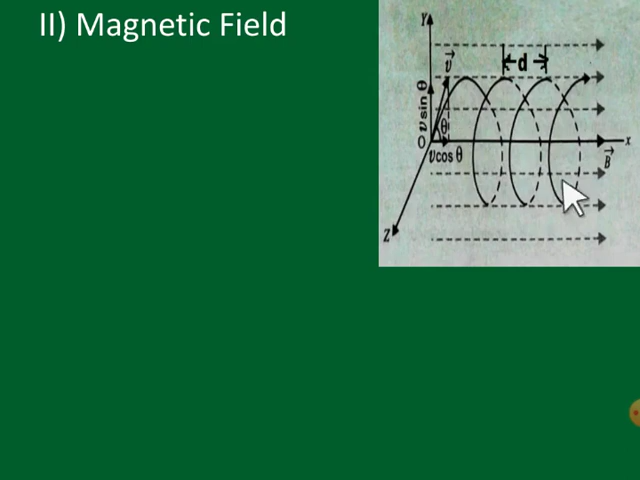 II) Magnetic Field
Y
d
v
v sin θ
θ
O
x
v cos θ
B
Z